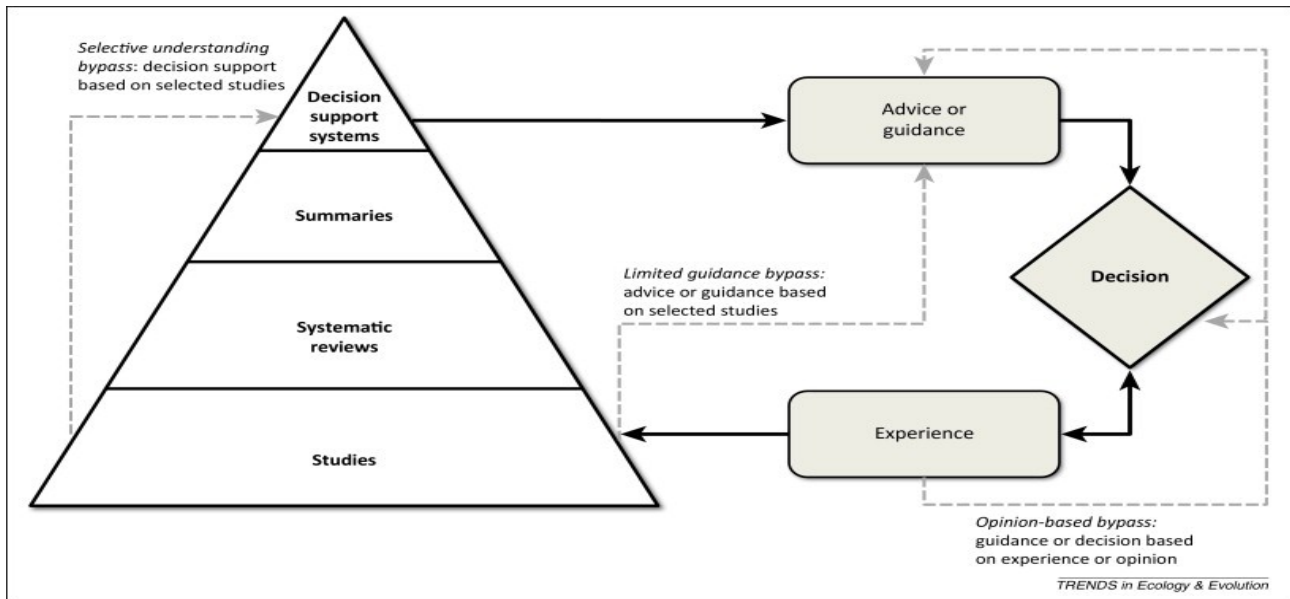 Selective understanding
bypass: decision support
based on selected studies
Decision
support
systems
Advice or
guidance
Summaries
Limited guidance bypass:
advice or guidance based
on selected studies
Decision
Systematic
reviews
Experience
Studies
Opinion-based bypass:
guidance or decision based
on experience or opinion
TRENDS in Ecology & Evolution